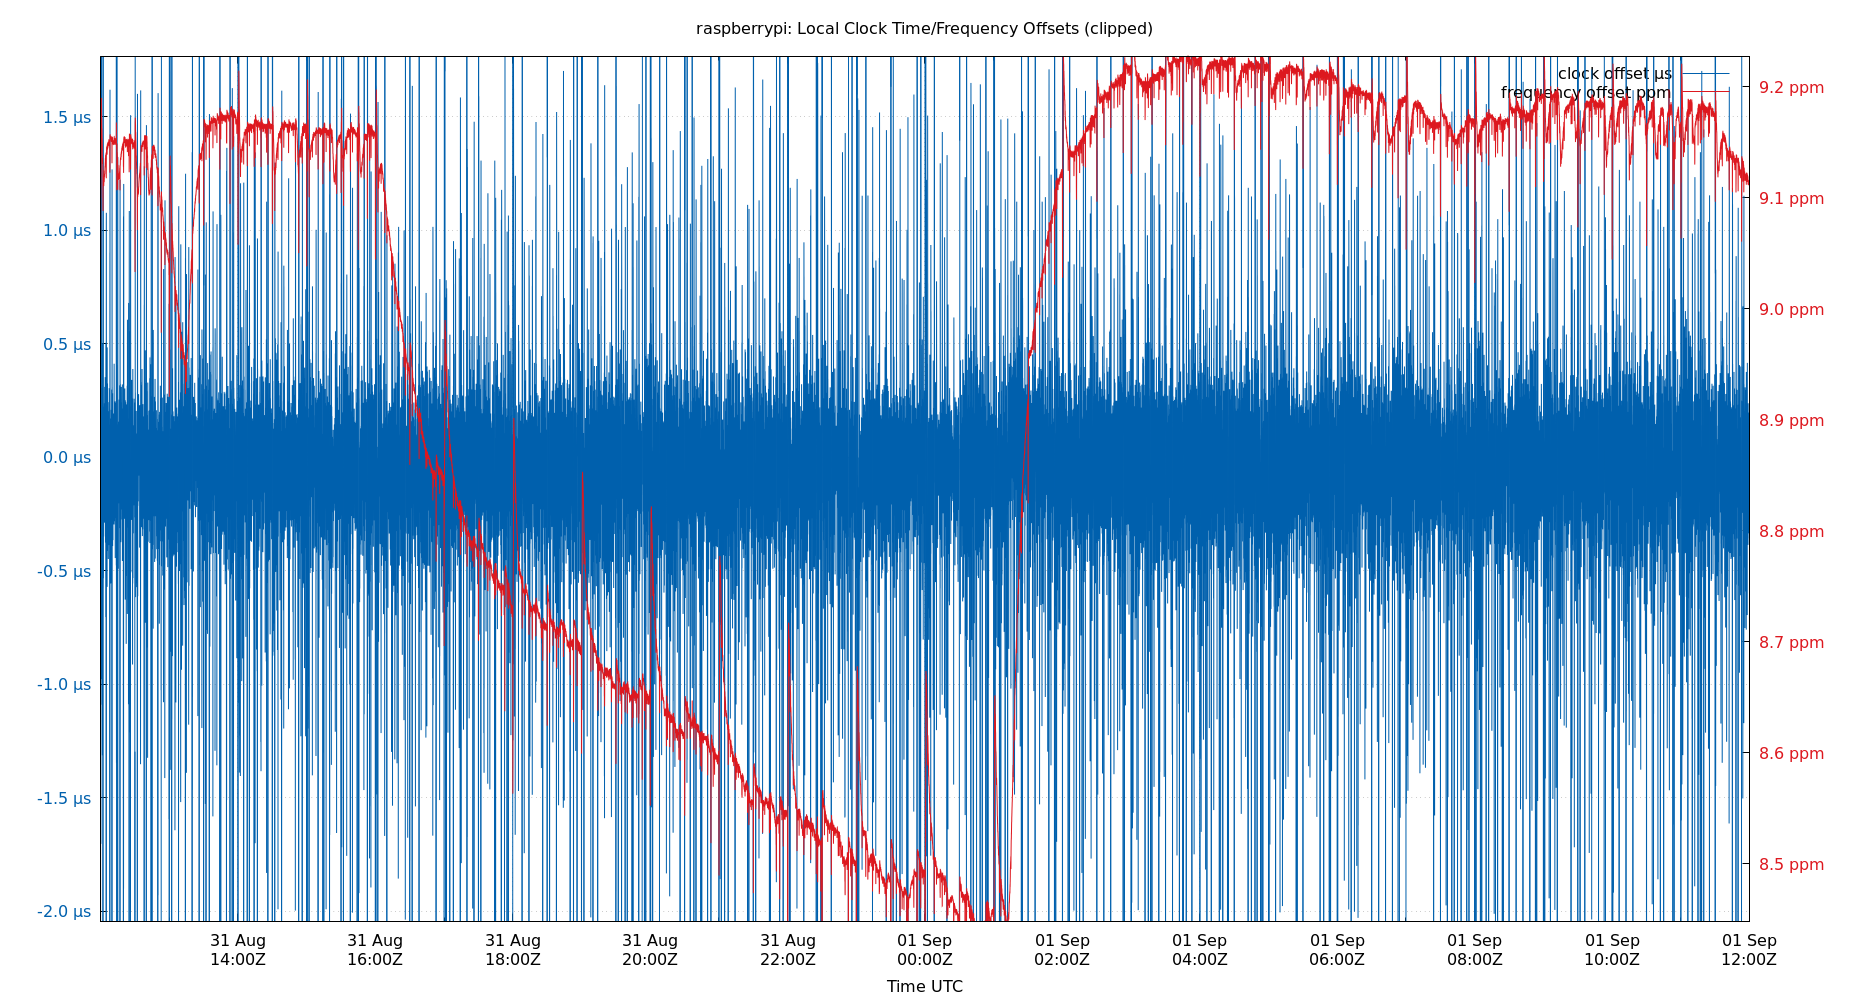 raspberrypi: Local Clock Time/Frequency Offsets (clipped)
clock offset µs
frequency offset ppm
1.5 µs
1.0 µs
0.5 µs
0.0 µs
-0.5 µs
-1.0 µs
-1.5 µs
-2.0 µs
9.2 ppm
9.1 ppm
9.0 ppm
8.9 ppm
8.8 ppm
8.7 ppm
8.6 ppm
8.5 ppm
31 Aug 31 Aug 31 Aug 31 Aug 31 Aug 01 Sep 01 Sep 01 Sep 01 Sep 01 Sep 01 Sep 01 Sep
14:00Z 16:00Z 18:00Z 20:00Z 22:00Z 00:00Z 02:00Z 04:00Z 06:00Z 08:00Z 10:00Z 12:00Z
Time UTC